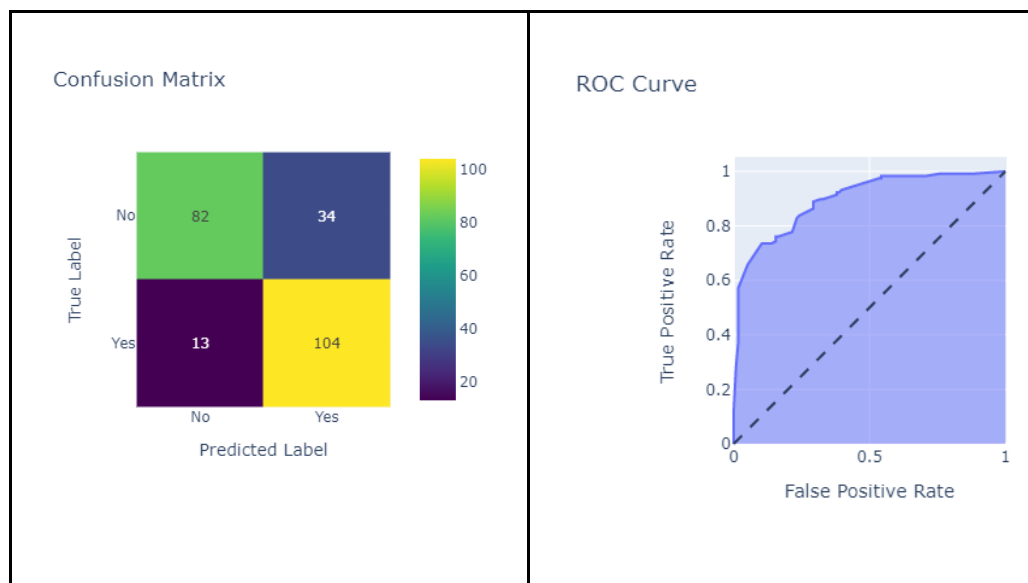 Confusion Matrix
No
82
34
True Label
Yes
13
104
No
Yes
Predicted Label
100
80
60
40
20
ROC Curve
True Positive Rate
1
0.8
0.6
0.4
0.2
0
0
0.5
1
False Positive Rate